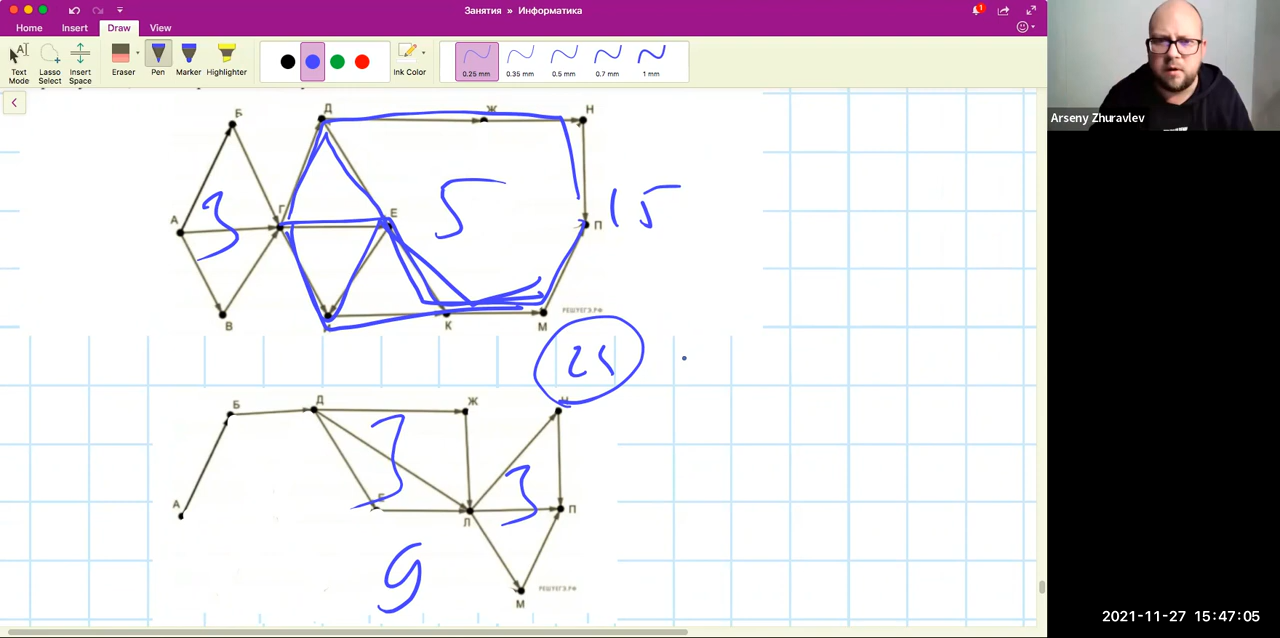 Занятия » Информатика
1
Home Insert Draw View
Text Mode
Lasso Select
Insert Space
Eraser
Pen
Marker
Highlighter
Ink Color
0.25 mm
0.35 mm
0.5 mm
0.7 mm
1 mm
Arseny Zhuravlev
Б Д Ж Н
3 5 15
А Г Е П
В К М
РЕШУЕГЭ.РФ
24
Б Д Ж Н
3 3
А Е Л П
9
РЕШУЕГЭ.РФ
М
2021-11-27 15:47:05